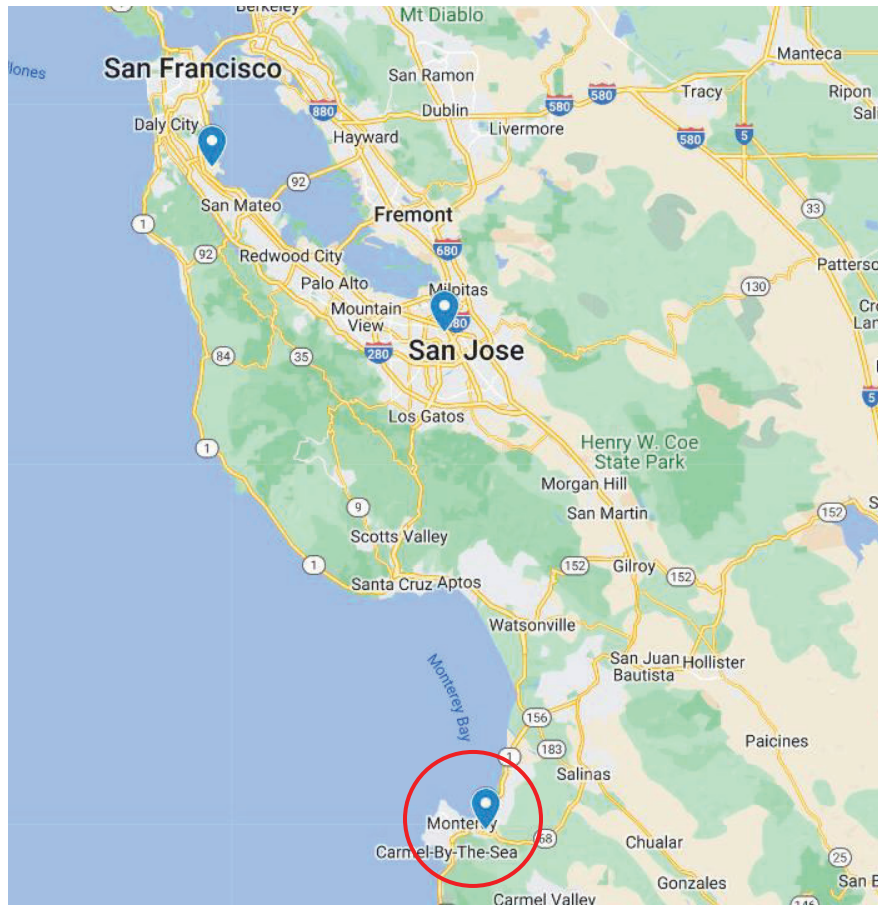 Berkeley
Mt Diablo
San Francisco
San Ramon
Manteca
Tracy
Ripon
580
580
880
Dublin
Daly City
Hayward
Livermore
580
5
92
San Mateo
Fremont
33
1
92
680
Redwood City
Palo Alto
Milpitas
130
Mountain
View
280
San Jose
84
35
5
Los Gatos
1
Henry W. Coe
State Park
Morgan Hill
9
San Martin
152
Scotts Valley
1
152
Gilroy
152
Santa Cruz
Aptos
Watsonville
San Juan
Bautista
Hollister
Monterey Bay
156
183
Paicines
1
Salinas
Monterey
68
Chualar
Carmel-By-The-Sea
25
Gonzales
Carmel Valley
146